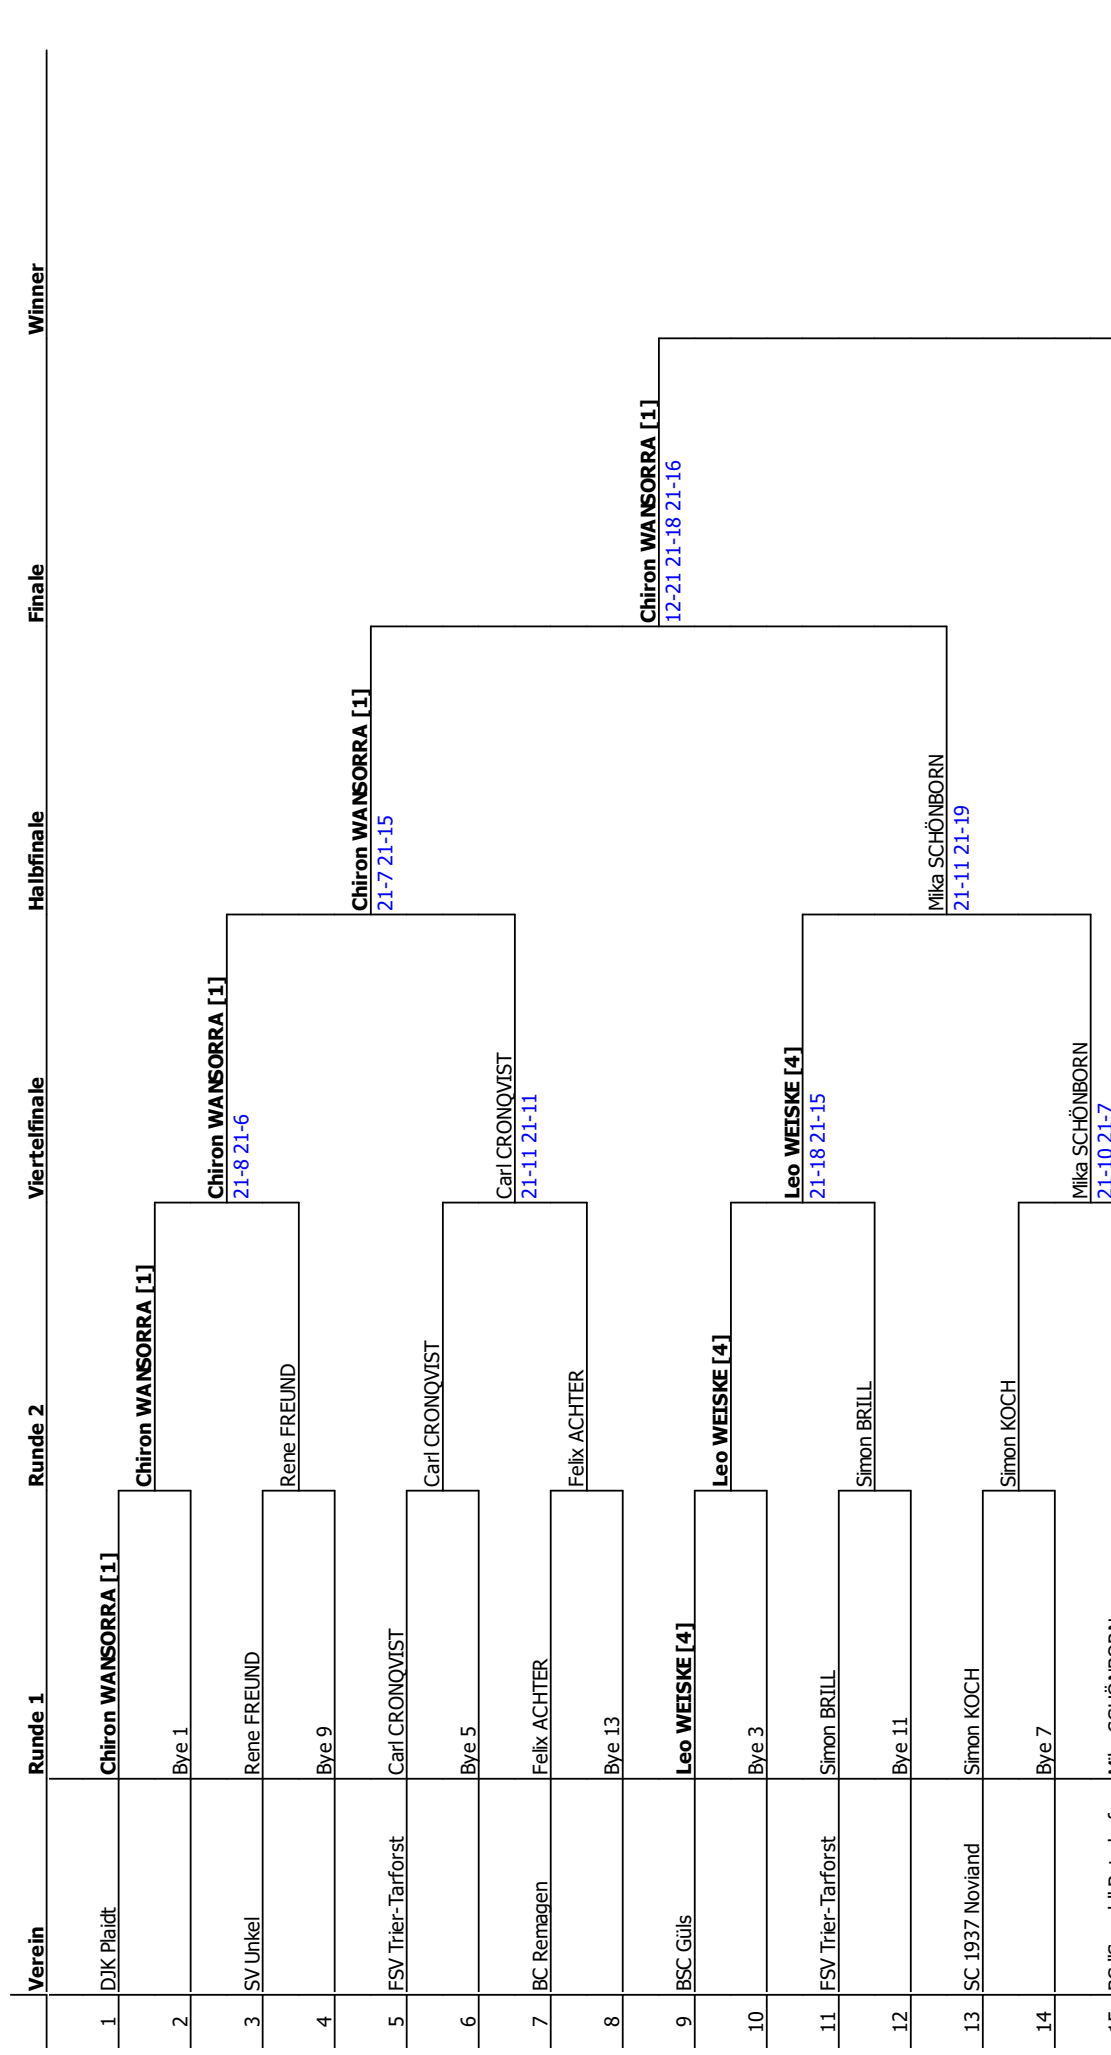 Verein Runde 1 Runde 2 Viertelfinale Halbfinale Finale Winner
1 DJK Plaidt Chiron WANSORRA [1]
Chiron WANSORRA [1]
2 Bye 1
Chiron WANSORRA [1]
21-8 21-6
3 SV Unkel Rene FREUND
Rene FREUND
4 Bye 9
Chiron WANSORRA [1]
21-7 21-15
5 FSV Trier-Tarforst Carl CRONQVIST
Carl CRONQVIST
6 Bye 5
Carl CRONQVIST
21-11 21-11
7 BC Remagen Felix ACHTER
Felix ACHTER
8 Bye 13
Chiron WANSORRA [1]
12-21 21-18 21-16
9 BSC Güls Leo WEISKE [4]
Leo WEISKE [4]
10 Bye 3
Leo WEISKE [4]
21-18 21-15
11 FSV Trier-Tarforst Simon BRILL
Simon BRILL
12 Bye 11
Mika SCHÖNBORN
21-11 21-19
13 SC 1937 Noviand Simon KOCH
Simon KOCH
14 Bye 7
Mika SCHÖNBORN
21-10 21-7